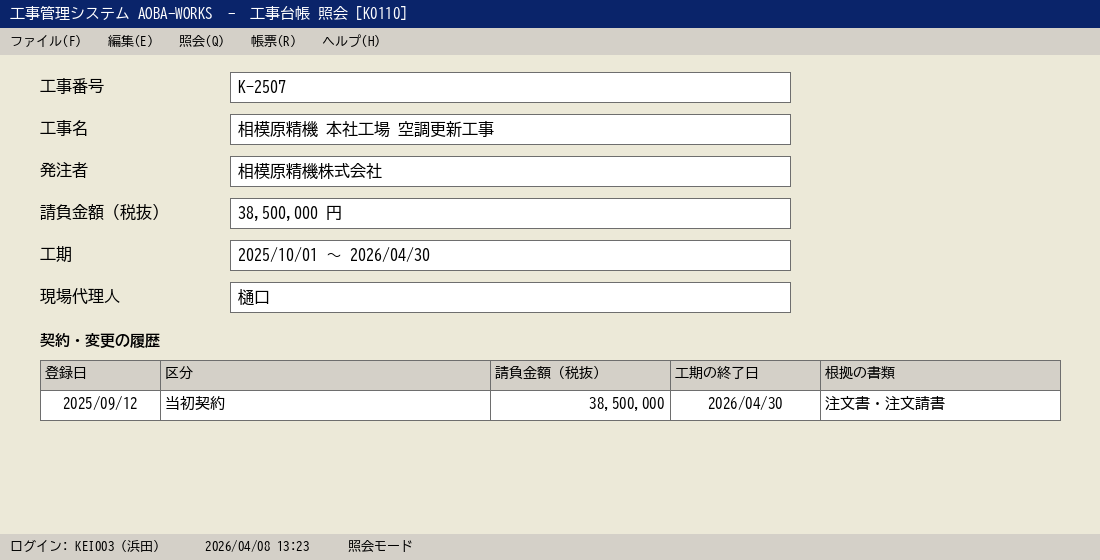 工事管理システム AOBA-WORKS － 工事台帳 照会 [K0110]
ファイル(F) 編集(E) 照会(Q) 帳票(R) ヘルプ(H)
工事番号 K-2507
工事名 相模原精機 本社工場 空調更新工事
発注者 相模原精機株式会社
請負金額（税抜） 38,500,000 円
工期 2025/10/01 ～ 2026/04/30
現場代理人 樋口
契約・変更の履歴
登録日 区分 請負金額（税抜） 工期の終了日 根拠の書類
2025/09/12 当初契約 38,500,000 2026/04/30 注文書・注文請書
ログイン: KEI003（浜田） 2026/04/08 13:23 照会モード